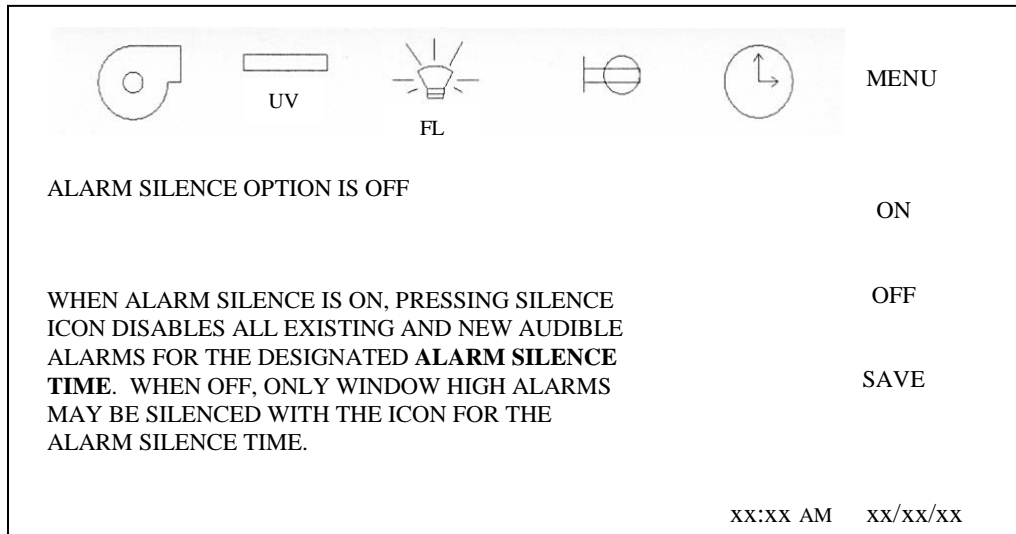 UV
FL
MENU
ALARM SILENCE OPTION IS OFF
ON
WHEN ALARM SILENCE IS ON, PRESSING SILENCE
ICON DISABLES ALL EXISTING AND NEW AUDIBLE
ALARMS FOR THE DESIGNATED ALARM SILENCE
TIME. WHEN OFF, ONLY WINDOW HIGH ALARMS
MAY BE SILENCED WITH THE ICON FOR THE
ALARM SILENCE TIME.
OFF
SAVE
xx:xx AM xx/xx/xx